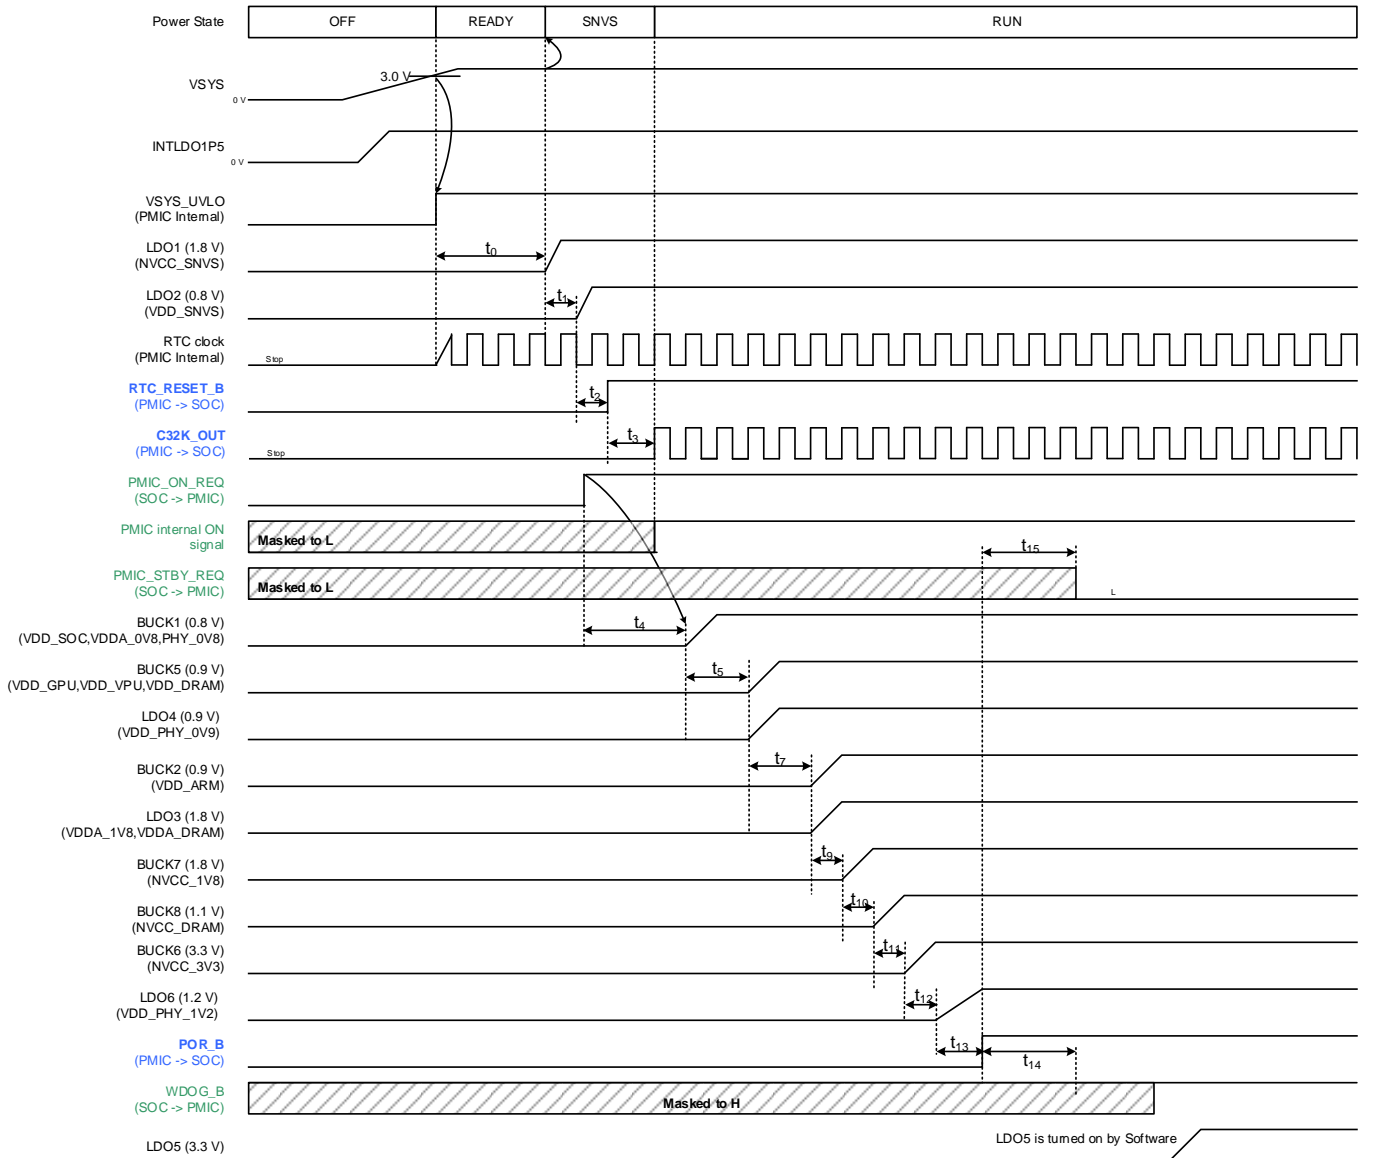 Power State
OFF
READY
SNVS
RUN
VSYS
3.0 V
0 V
INTLDO1P5
0 V
VSYS_UVLO
(PMIC Internal)
LDO1 (1.8 V)
(NVCC_SNVS)
t0
LDO2 (0.8 V)
(VDD_SNVS)
t1
RTC clock
(PMIC Internal)
Stop
RTC_RESET_B
(PMIC -> SOC)
t2
C32K_OUT
(PMIC -> SOC)
Stop
t3
PMIC_ON_REQ
(SOC -> PMIC)
PMIC internal ON
signal
Masked to L
t15
PMIC_STBY_REQ
(SOC -> PMIC)
Masked to L
L
BUCK1 (0.8 V)
(VDD_SOC,VDDA_0V8,PHY_0V8)
t4
BUCK5 (0.9 V)
(VDD_GPU,VDD_VPU,VDD_DRAM)
t5
LDO4 (0.9 V)
(VDD_PHY_0V9)
BUCK2 (0.9 V)
(VDD_ARM)
t7
LDO3 (1.8 V)
(VDDA_1V8,VDDA_DRAM)
BUCK7 (1.8 V)
(NVCC_1V8)
t9
BUCK8 (1.1 V)
(NVCC_DRAM)
t10
BUCK6 (3.3 V)
(NVCC_3V3)
t11
LDO6 (1.2 V)
(VDD_PHY_1V2)
t12
POR_B
(PMIC -> SOC)
t13
t14
WDOG_B
(SOC -> PMIC)
Masked to H
LDO5 (3.3 V)
LDO5 is turned on by Software